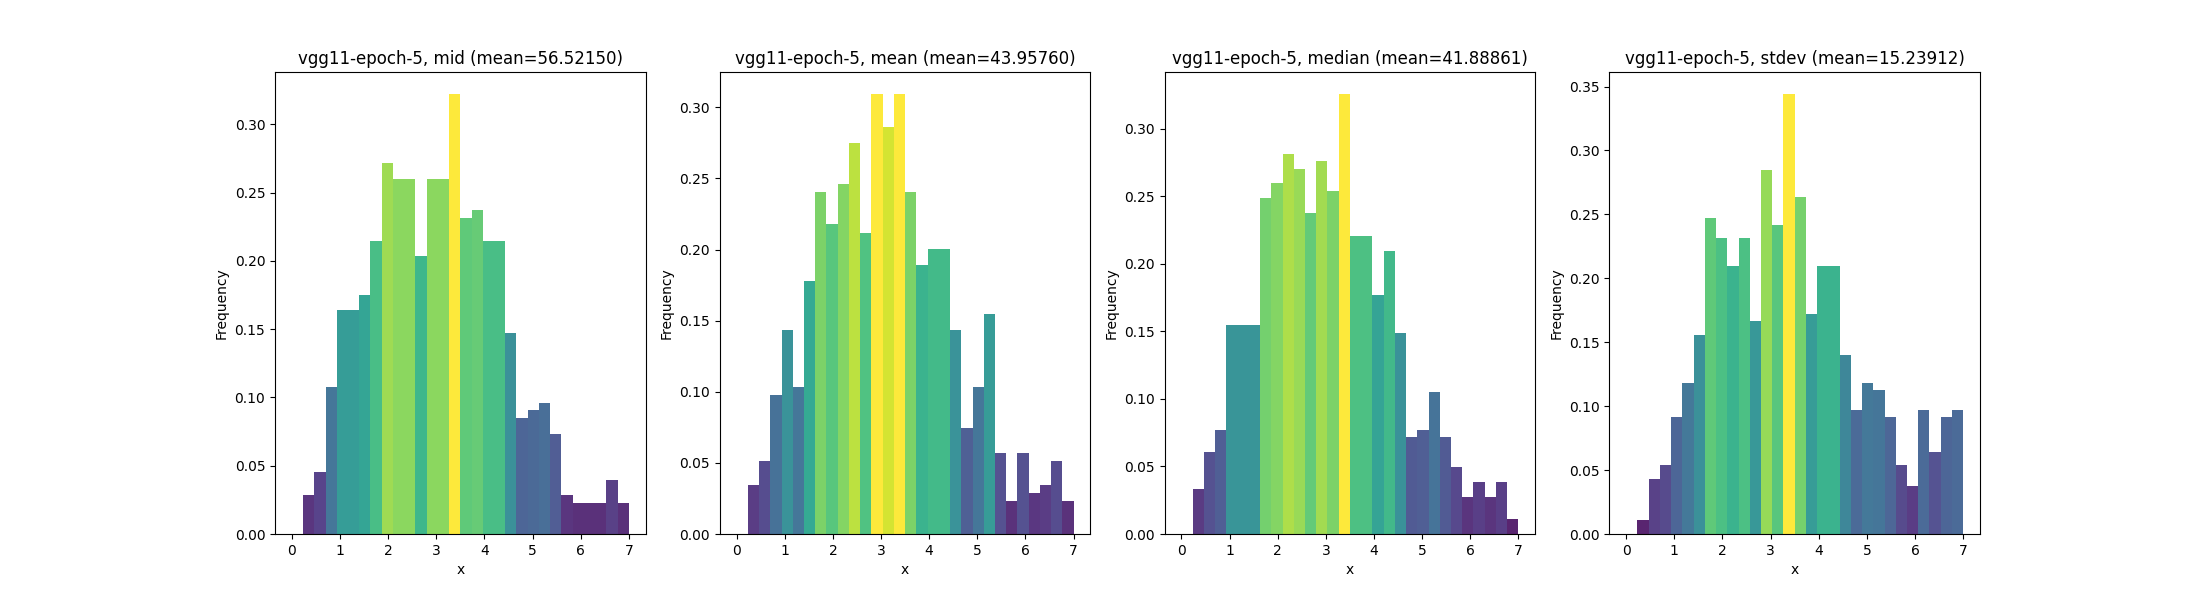 vgg11-epoch-5, mid (mean=56.52150)
Frequency
0.30
0.25
0.20
0.15
0.10
0.05
0.00
0 1 2 3 4 5 6 7
x
vgg11-epoch-5, mean (mean=43.95760)
Frequency
0.30
0.25
0.20
0.15
0.10
0.05
0.00
0 1 2 3 4 5 6 7
x
vgg11-epoch-5, median (mean=41.88861)
Frequency
0.30
0.25
0.20
0.15
0.10
0.05
0.00
0 1 2 3 4 5 6 7
x
vgg11-epoch-5, stdev (mean=15.23912)
Frequency
0.35
0.30
0.25
0.20
0.15
0.10
0.05
0.00
0 1 2 3 4 5 6 7
x